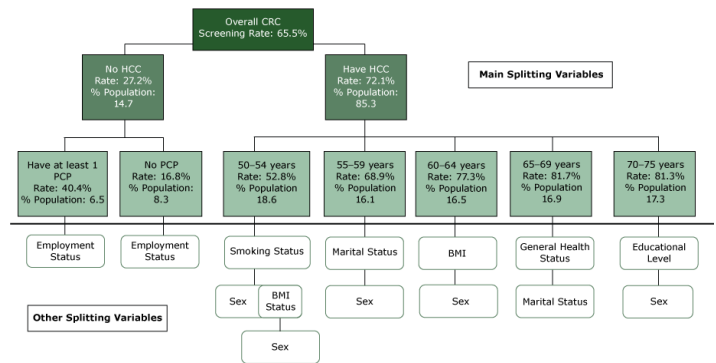 Overall CRC
Screening Rate: 65.5%
No HCC
Rate: 27.2%
% Population:
14.7
Have HCC
Rate: 72.1%
% Population:
85.3
Main Splitting Variables
Have at least 1
PCP
Rate: 40.4%
% Population: 6.5
No PCP
Rate: 16.8%
% Population:
8.3
50–54 years
Rate: 52.8%
% Population
18.6
55–59 years
Rate: 68.9%
% Population
16.1
60–64 years
Rate: 77.3%
% Population
16.5
65–69 years
Rate: 81.7%
% Population
16.9
70–75 years
Rate: 81.3%
% Population
17.3
Employment
Status
Employment
Status
Smoking Status
Marital Status
BMI
General Health
Status
Educational
Level
Sex
BMI
Status
Sex
Sex
Marital Status
Sex
Other Splitting Variables
Sex